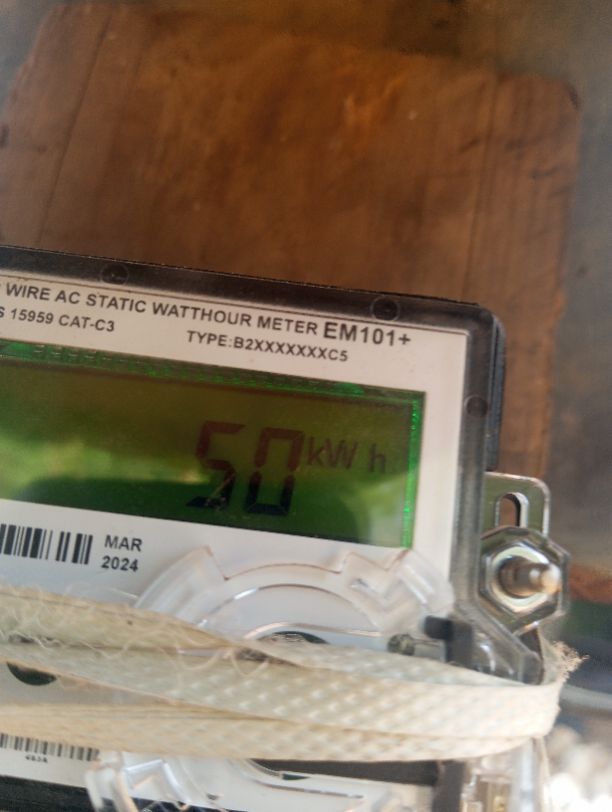 WIRE AC STATIC WATTHOUR METER EM101+
S 15959 CAT-C3
TYPE:B2XXXXXXXC5
50 kWh
MAR
2024